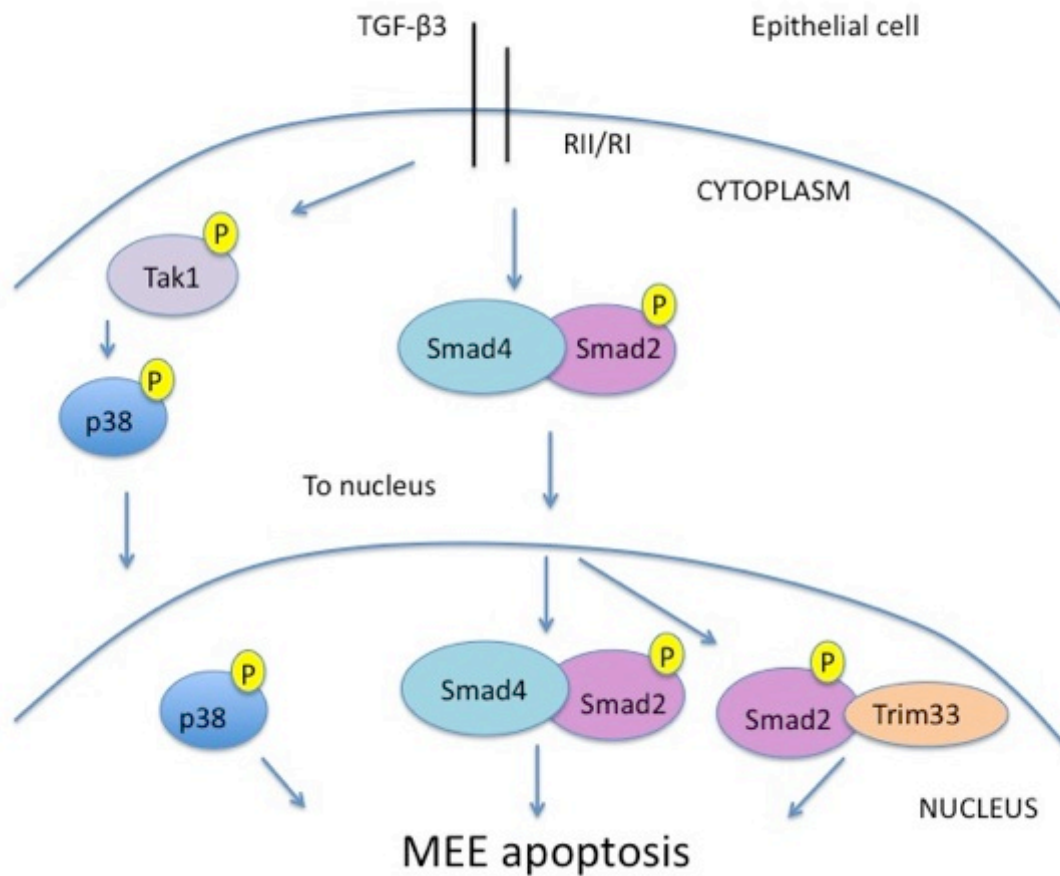 TGF-β3
Epithelial cell
RII/RI
CYTOPLASM
P
Tak1
P
Smad4
Smad2
P
p38
To nucleus
P
p38
P
Smad4
Smad2
P
Smad2
Trim33
NUCLEUS
MEE apoptosis